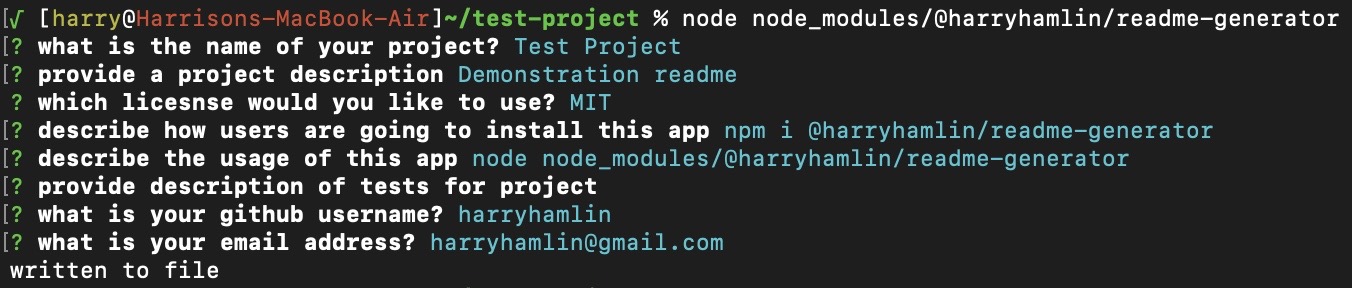 [√ [harry@Harrisons-MacBook-Air]~/test-project % node node_modules/@harryhamlin/readme-generator
[? what is the name of your project? Test Project
[? provide a project description Demonstration readme
? which licesnse would you like to use? MIT
[? describe how users are going to install this app npm i @harryhamlin/readme-generator
[? describe the usage of this app node node_modules/@harryhamlin/readme-generator
[? provide description of tests for project
[? what is your github username? harryhamlin
[? what is your email address? harryhamlin@gmail.com
written to file